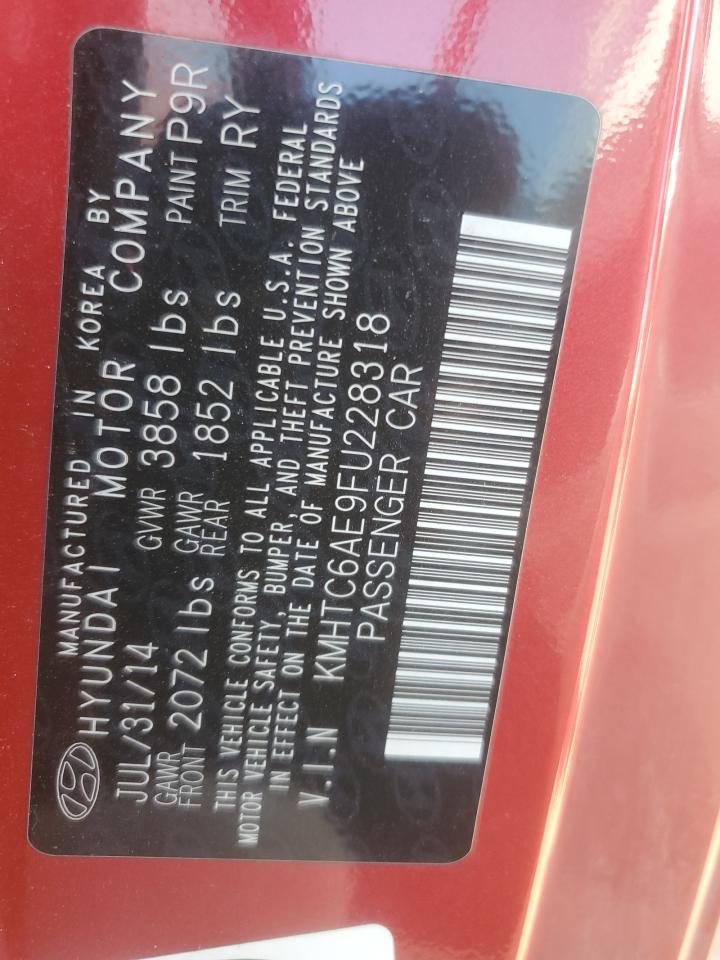 MANUFACTURED IN KOREA BY
HYUNDAI MOTOR COMPANY
JUL/31/14 GVWR 3858 lbs PAINT P9R
GAWR FRONT 2072 lbs GAWR REAR 1852 lbs TRIM RY
THIS VEHICLE CONFORMS TO ALL APPLICABLE U.S.A. FEDERAL
MOTOR VEHICLE SAFETY, BUMPER, AND THEFT PREVENTION STANDARDS
IN EFFECT ON THE DATE OF MANUFACTURE SHOWN ABOVE
V.I.N KMHTC6AE9FU228318
PASSENGER CAR